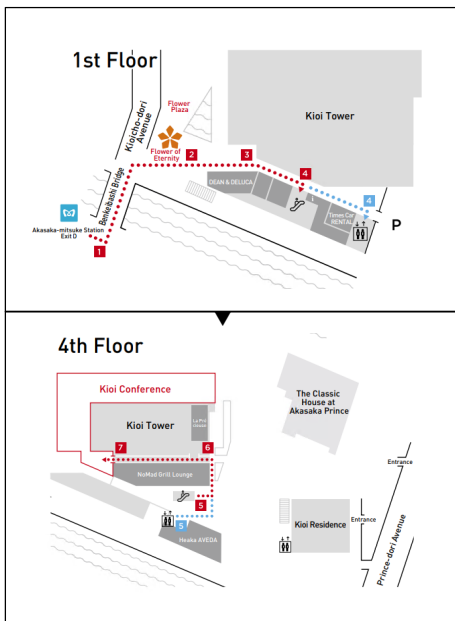 1st Floor
Kioicho-dori
Avenue
Flower
Plaza
Kioi Tower
Flower of
Eternity
2
3
4
DEAN & DELUCA
Benkeibashi Bridge
4
Times Car
RENTAL
P
Akasaka-mitsuke Station
Exit D
1
4th Floor
Kioi Conference
The Classic
House at
Akasaka Prince
Kioi Tower
7
6
Entrance
NoMad Grill Lounge
5
5
Heaka AVEDA
Kioi Residence
Entrance
Prince-dori Avenue